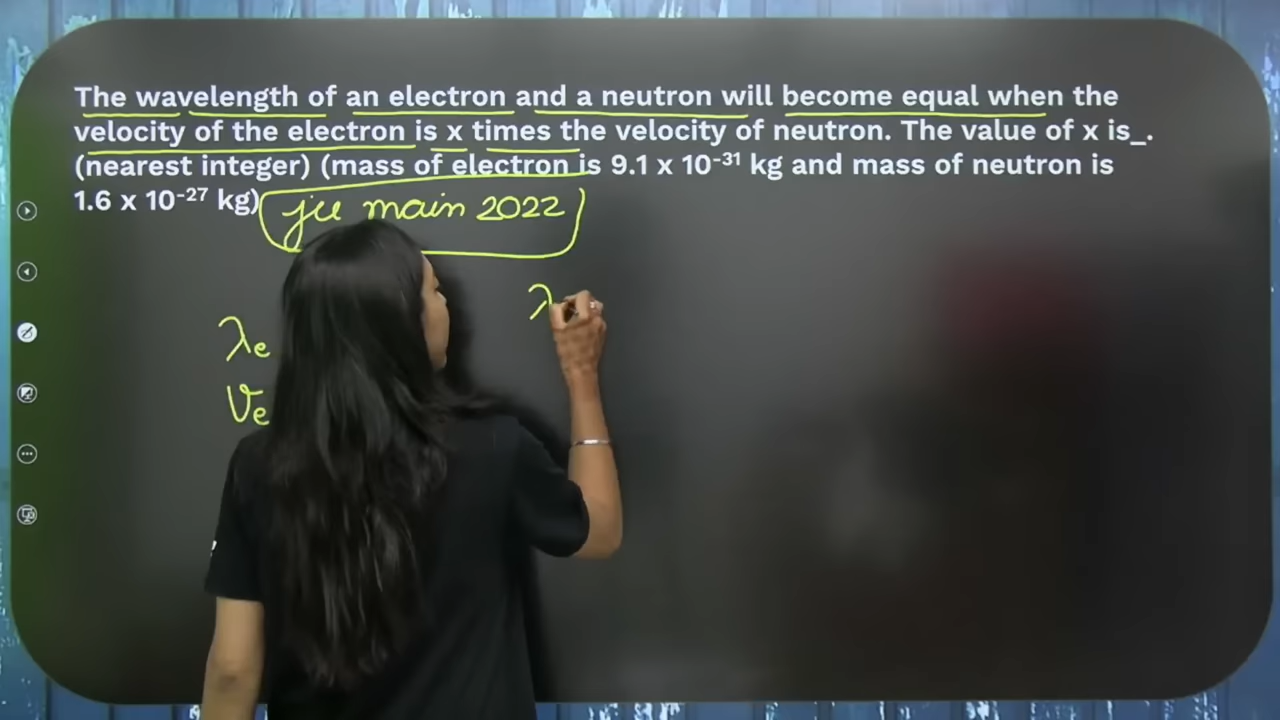 The wavelength of an electron and a neutron will become equal when the
velocity of the electron is x times the velocity of neutron. The value of x is_.
(nearest integer) (mass of electron is 9.1 x 10⁻³¹ kg and mass of neutron is
1.6 x 10⁻²⁷ kg)
jee main 2022
λ
λe
Ve